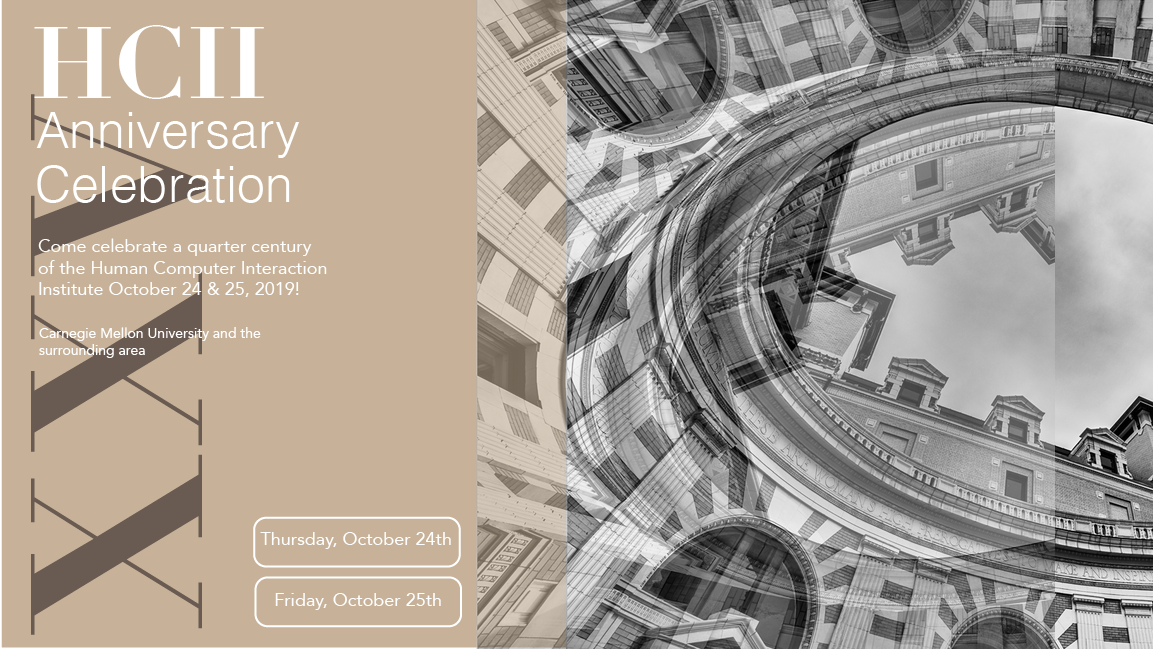 HCII
Anniversary
Celebration
Come celebrate a quarter century
of the Human Computer Interaction
Institute October 24 & 25, 2019!
Carnegie Mellon University and the
surrounding area
XXV
Thursday, October 24th
Friday, October 25th